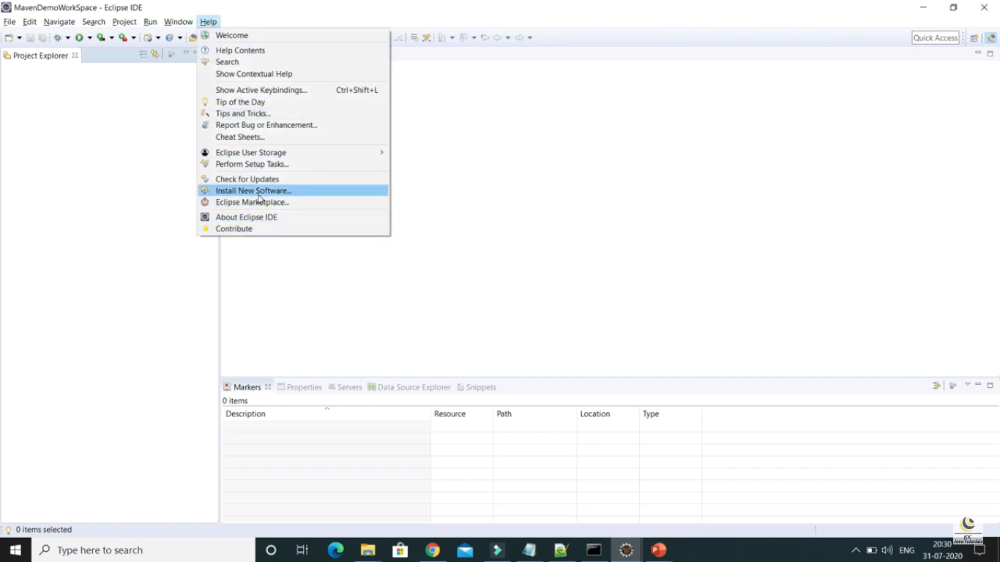 MavenDemoWorkSpace - Eclipse IDE
File Edit Navigate Search Project Run Window Help
Quick Access
Project Explorer
Welcome
Help Contents
Search
Show Contextual Help
Show Active Keybindings... Ctrl+Shift+L
Tip of the Day
Tips and Tricks...
Report Bug or Enhancement...
Cheat Sheets...
Eclipse User Storage
Perform Setup Tasks...
Check for Updates
Install New Software...
Eclipse Marketplace...
About Eclipse IDE
Contribute
Markers Properties Servers Data Source Explorer Snippets
0 items
Description Resource Path Location Type
0 items selected
KK
JavaTutorials
Type here to search
ENG
20:30
31-07-2020